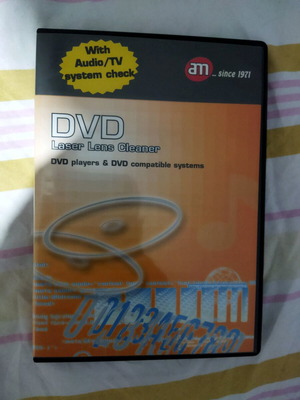 With
Audio/TV
system check
am
... since 1971
DVD
Laser Lens Cleaner
DVD players & DVD compatible systems